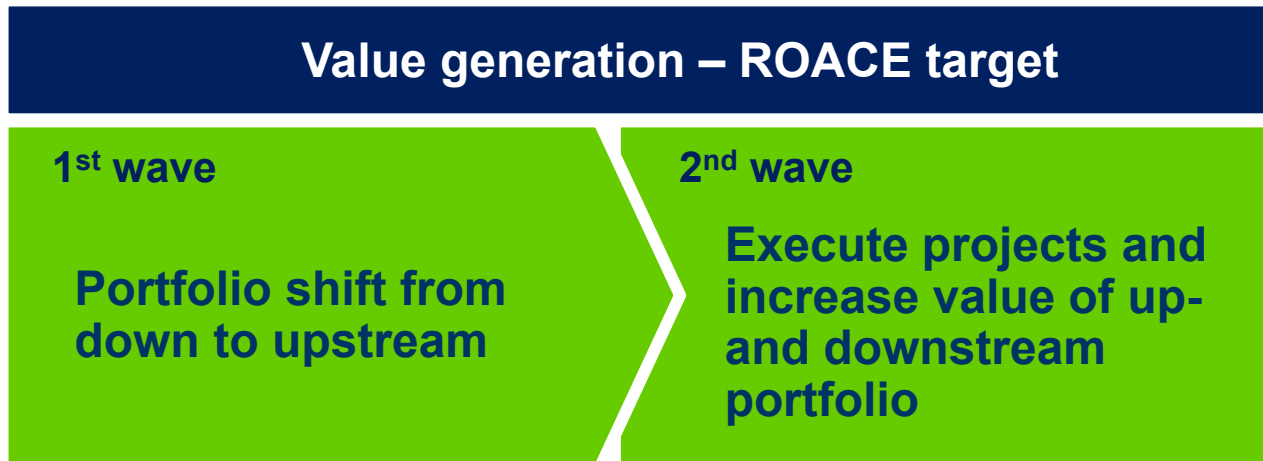 Value generation – ROACE target
1st wave
Portfolio shift from
down to upstream
2nd wave
Execute projects and
increase value of up-
and downstream
portfolio